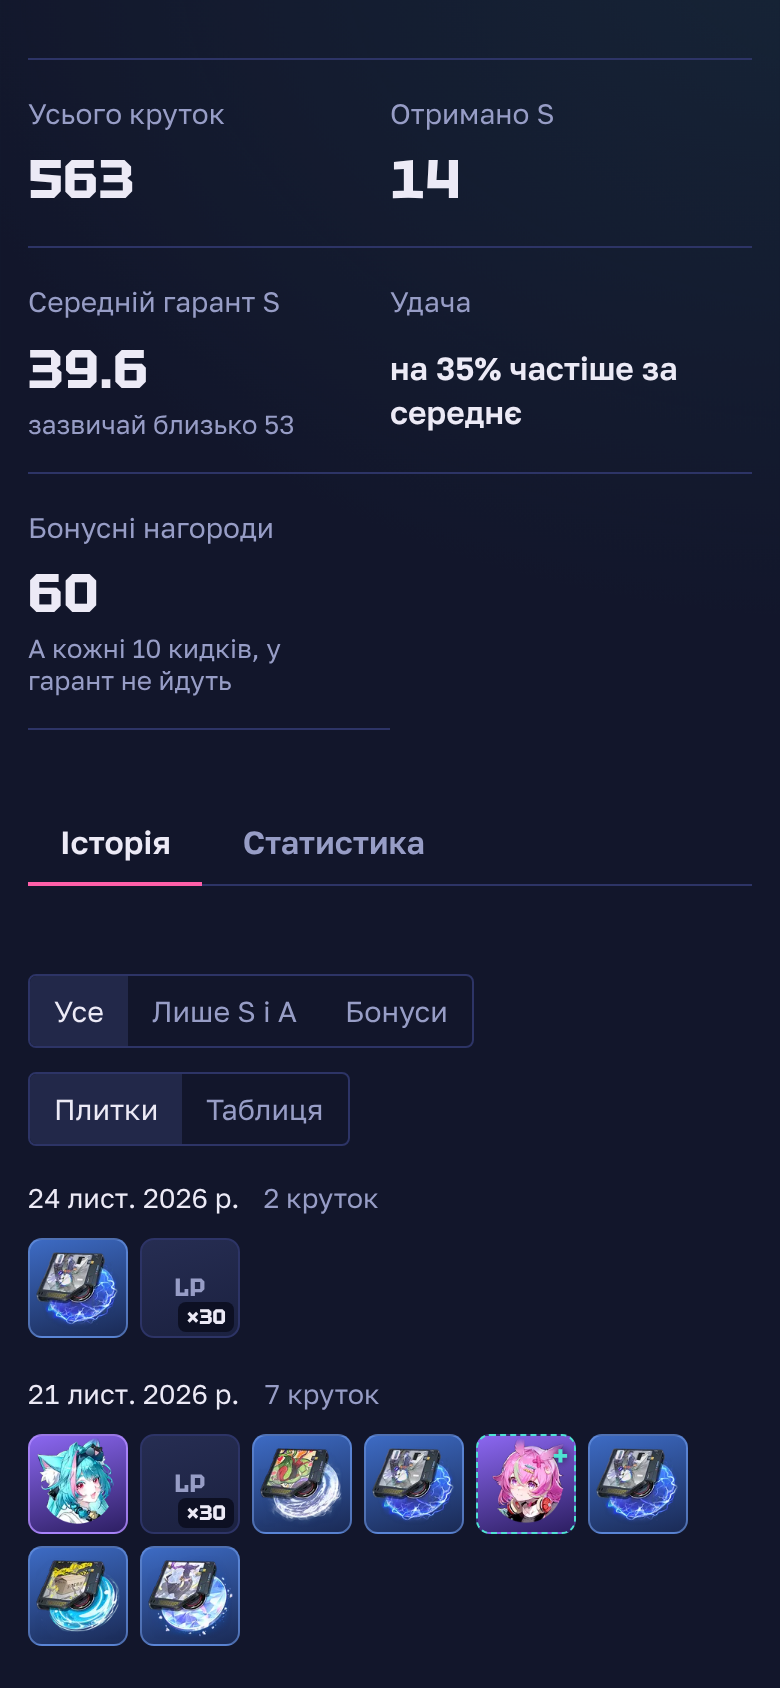 Усього круток
Отримано S
563
14
Середній гарант S
Удача
39.6
на 35% частіше за
середнє
зазвичай близько 53
Бонусні нагороди
60
А кожні 10 кидків, у
гарант не йдуть
Історія
Статистика
Усе
Лише S і A
Бонуси
Плитки
Таблиця
24 лист. 2026 р.
2 круток
LP
×30
21 лист. 2026 р.
7 круток
LP
×30